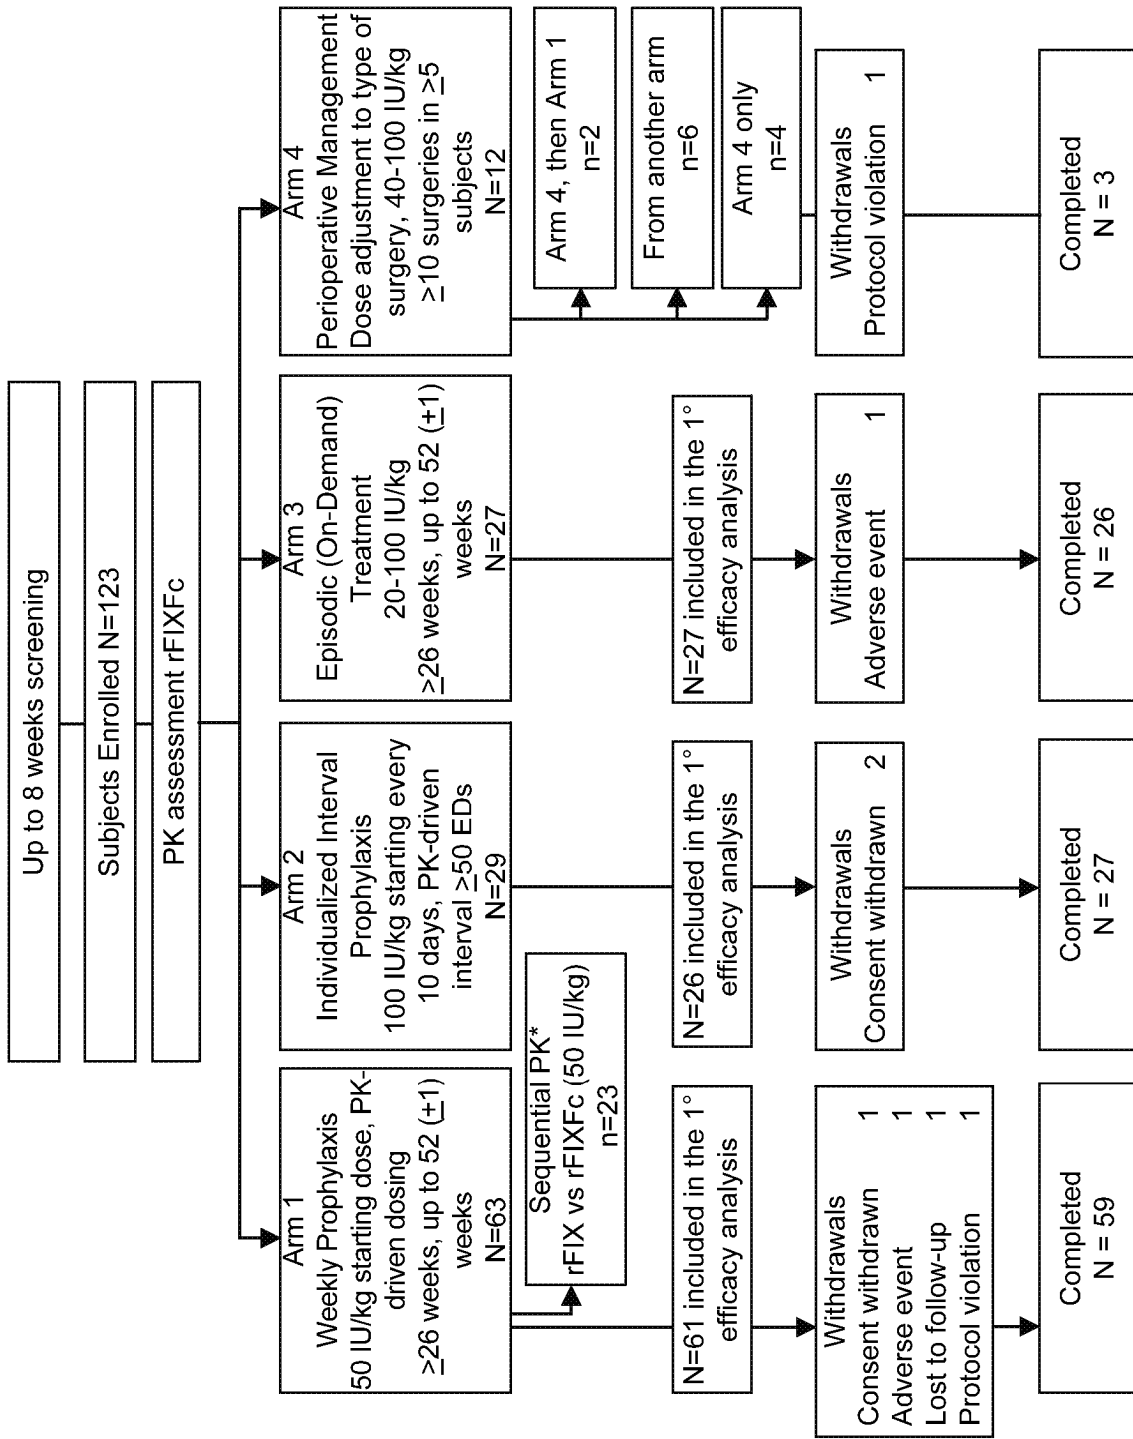 Up to 8 weeks screening
Subjects Enrolled N=123
PK assessment rFIXFc
Arm 1
Weekly Prophylaxis
50 IU/kg starting dose, PK-
driven dosing
≥26 weeks, up to 52 (±1)
weeks
N=63
Sequential PK*
rFIX vs rFIXFc (50 IU/kg)
n=23
N=61 included in the 1°
efficacy analysis
Withdrawals
Consent withdrawn 1
Adverse event 1
Lost to follow-up 1
Protocol violation 1
Completed
N = 59
Arm 2
Individualized Interval
Prophylaxis
100 IU/kg starting every
10 days, PK-driven
interval ≥50 EDs
N=29
N=26 included in the 1°
efficacy analysis
Withdrawals
Consent withdrawn 2
Completed
N = 27
Arm 3
Episodic (On-Demand)
Treatment
20-100 IU/kg
≥26 weeks, up to 52 (±1)
weeks
N=27
N=27 included in the 1°
efficacy analysis
Withdrawals
Adverse event 1
Completed
N = 26
Arm 4
Perioperative Management
Dose adjustment to type of
surgery, 40-100 IU/kg
≥10 surgeries in ≥5
subjects
N=12
Arm 4, then Arm 1
n=2
From another arm
n=6
Arm 4 only
n=4
Withdrawals
Protocol violation 1
Completed
N = 3